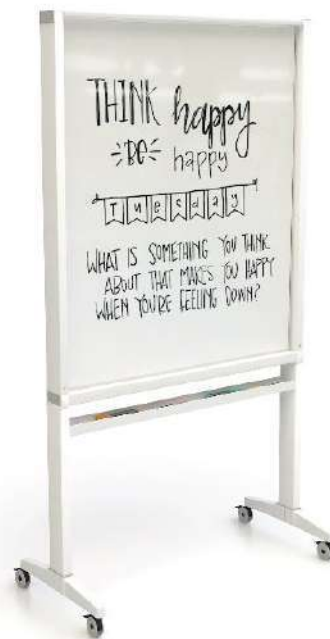 THINK happy
BE happy
Tuesday
WHAT IS SOMETHING YOU THINK
ABOUT THAT MAKES YOU HAPPY
WHEN YOU'RE FEELING DOWN?